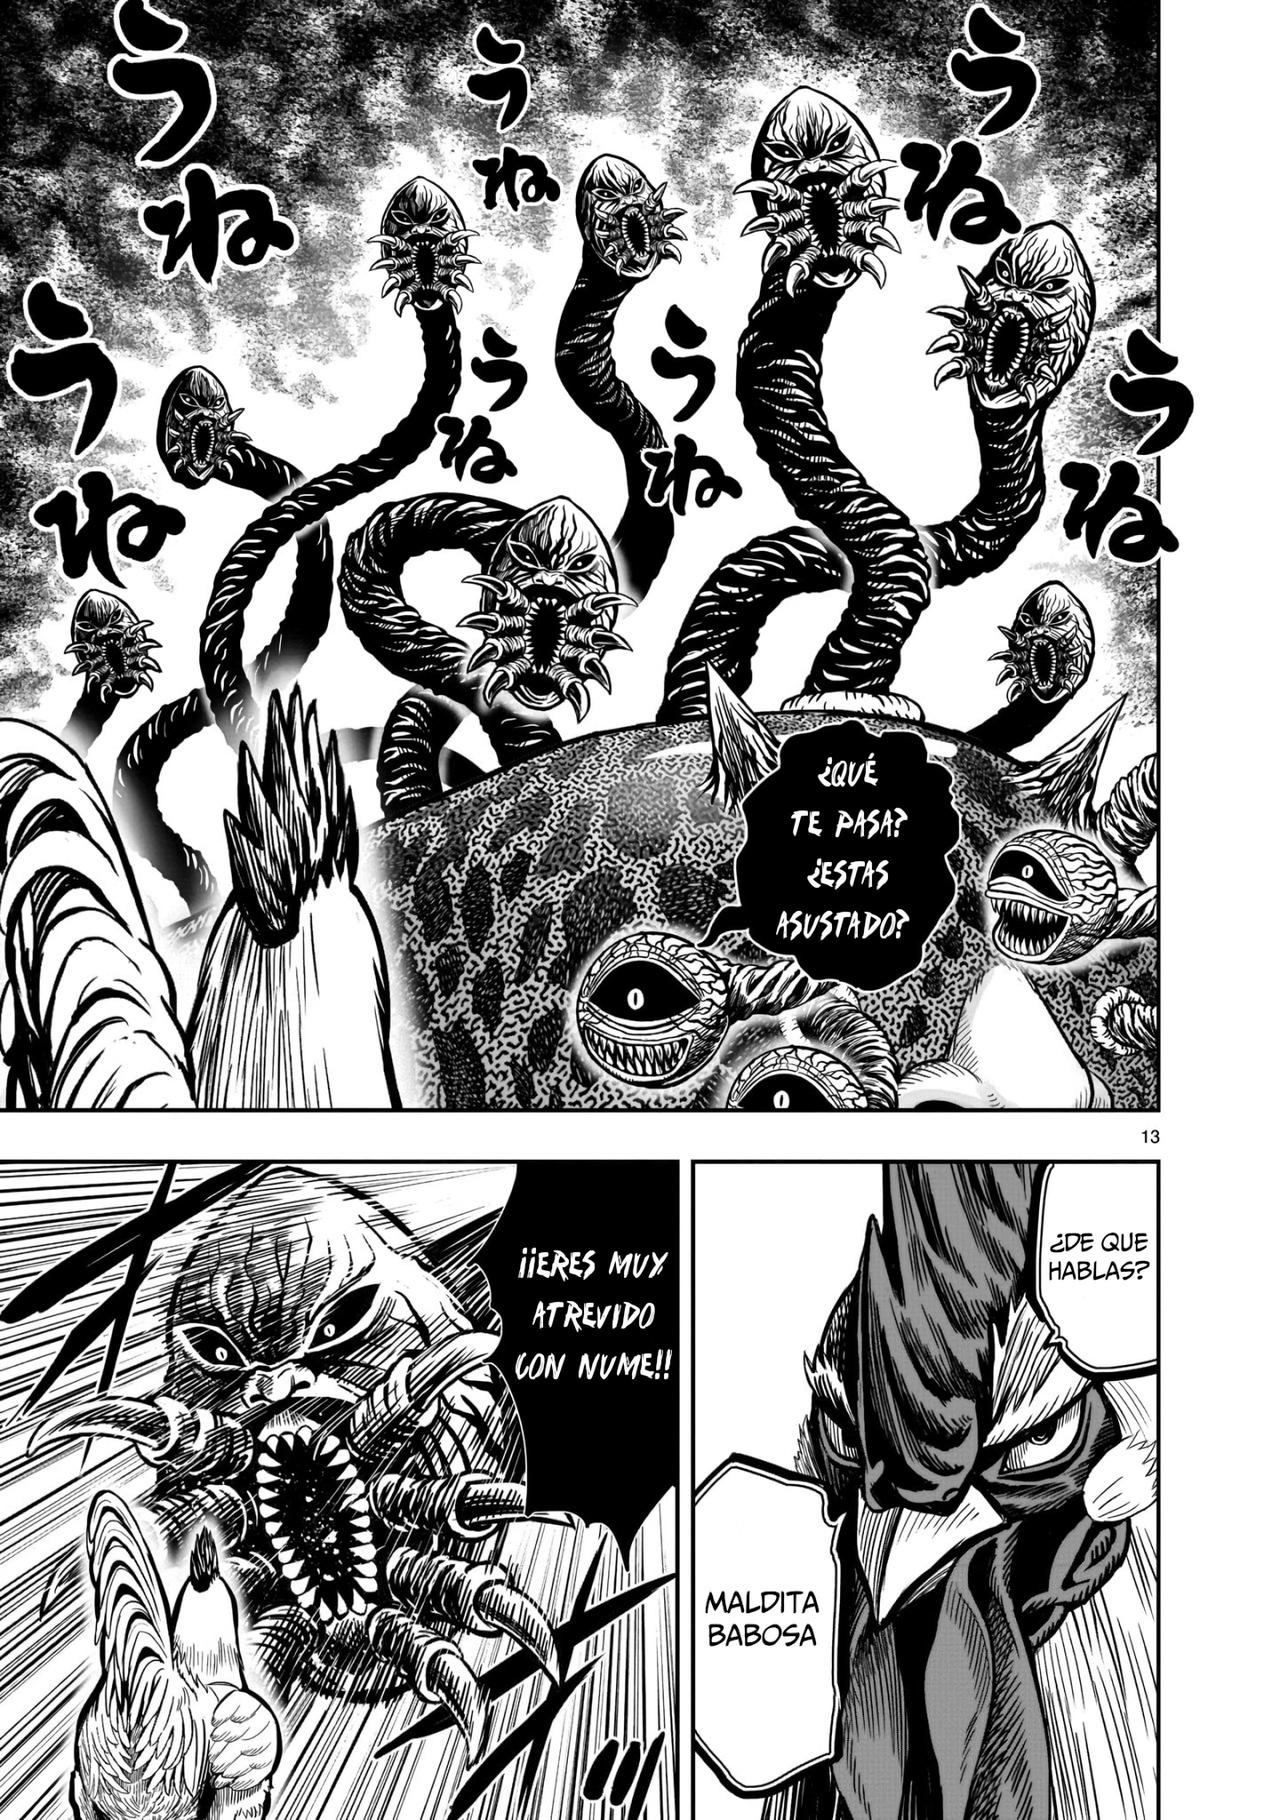 うね
うね
うね
うね
うね
うね
うね
¿QUÉ
TE PASA?
¿ESTAS
ASUSTADO?
13
¿DE QUE
HABLAS?
MALDITA
BABOSA
¡¡ERES MUY
ATREVIDO
CON NUME!!